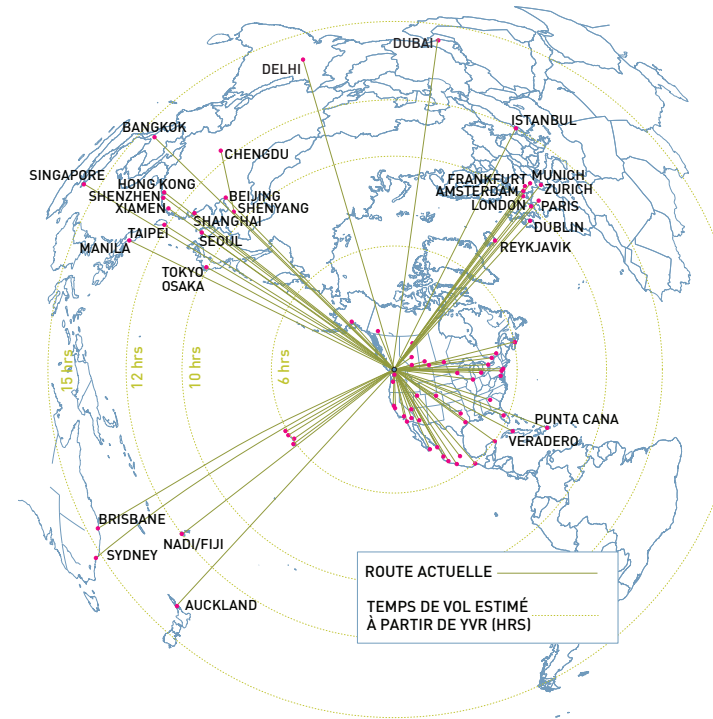 DUBAI
DELHI
ISTANBUL
BANGKOK
CHENGDU
SINGAPORE
HONG KONG
SHENZHEN
XIAMEN
BEIJING
SHENYANG
SHANGHAI
TAIPEI
SEOUL
MANILA
TOKYO
OSAKA
FRANKFURT
MUNICH
AMSTERDAM
ZURICH
LONDON
PARIS
DUBLIN
REYKJAVIK
15 hrs
12 hrs
10 hrs
6 hrs
PUNTA CANA
VERADERO
BRISBANE
SYDNEY
NADI/FIJI
AUCKLAND
ROUTE ACTUELLE
TEMPS DE VOL ESTIMÉ
À PARTIR DE YVR (HRS)